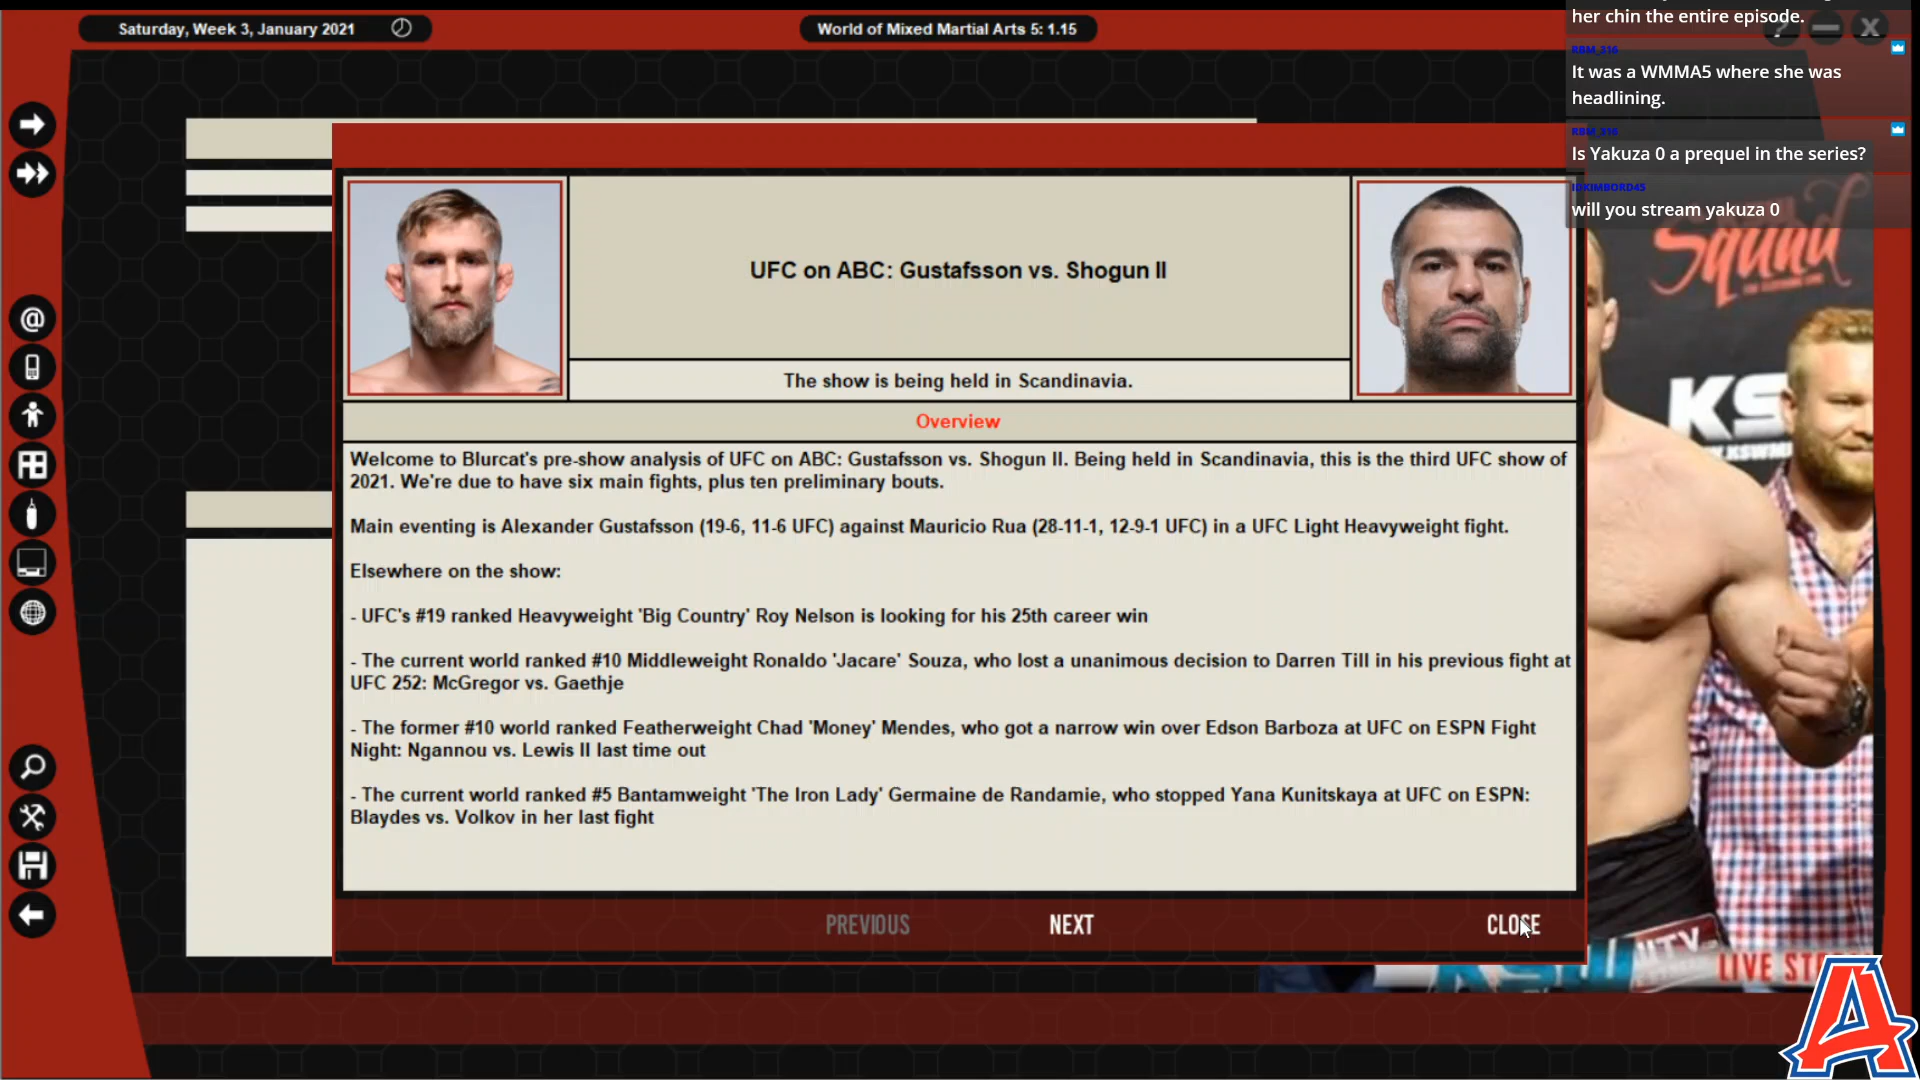 Saturday, Week 3, January 2021
World of Mixed Martial Arts 5: 1.15
her chin the entire episode.
RBM_316
It was a WMMA5 where she was
headlining.
RBM_316
Is Yakuza 0 a prequel in the series?
IDKIMBORD45
will you stream yakuza 0
UFC on ABC: Gustafsson vs. Shogun II
The show is being held in Scandinavia.
Overview
Welcome to Blurcat's pre-show analysis of UFC on ABC: Gustafsson vs. Shogun II. Being held in Scandinavia, this is the third UFC show of
2021. We're due to have six main fights, plus ten preliminary bouts.
Main eventing is Alexander Gustafsson (19-6, 11-6 UFC) against Mauricio Rua (28-11-1, 12-9-1 UFC) in a UFC Light Heavyweight fight.
Elsewhere on the show:
- UFC's #19 ranked Heavyweight 'Big Country' Roy Nelson is looking for his 25th career win
- The current world ranked #10 Middleweight Ronaldo 'Jacare' Souza, who lost a unanimous decision to Darren Till in his previous fight at
UFC 252: McGregor vs. Gaethje
- The former #10 world ranked Featherweight Chad 'Money' Mendes, who got a narrow win over Edson Barboza at UFC on ESPN Fight
Night: Ngannou vs. Lewis II last time out
- The current world ranked #5 Bantamweight 'The Iron Lady' Germaine de Randamie, who stopped Yana Kunitskaya at UFC on ESPN:
Blaydes vs. Volkov in her last fight
PREVIOUS
NEXT
CLOSE
Squad
KS
LIVE
A